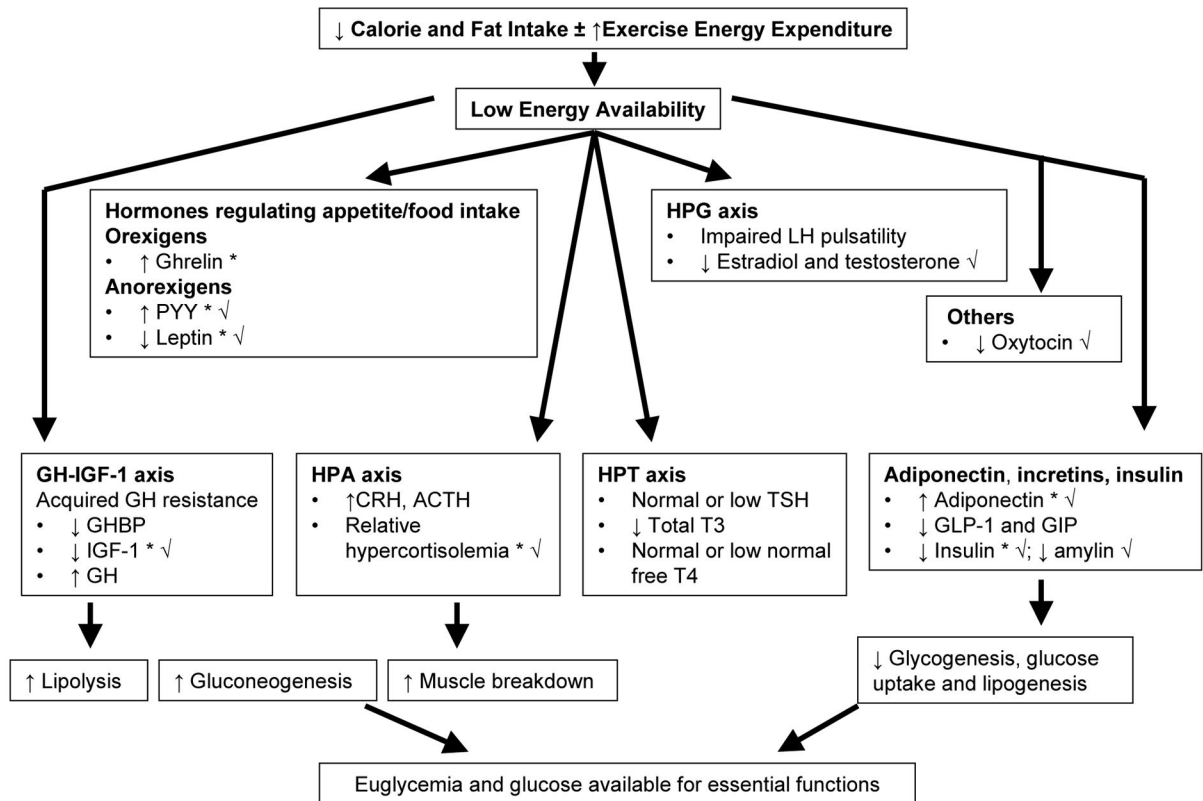 ↓ Calorie and Fat Intake ± ↑Exercise Energy Expenditure
Low Energy Availability
Hormones regulating appetite/food intake
Orexigens
• ↑ Ghrelin *
Anorexigens
• ↑ PYY * √
• ↓ Leptin * √
HPG axis
• Impaired LH pulsatility
• ↓ Estradiol and testosterone √
Others
• ↓ Oxytocin √
GH-IGF-1 axis
Acquired GH resistance
• ↓ GHBP
• ↓ IGF-1 * √
• ↑ GH
HPA axis
• ↑CRH, ACTH
• Relative
hypercortisolemia * √
HPT axis
• Normal or low TSH
• ↓ Total T3
• Normal or low normal
free T4
Adiponectin, incretins, insulin
• ↑ Adiponectin * √
• ↓ GLP-1 and GIP
• ↓ Insulin * √; ↓ amylin √
↑ Lipolysis
↑ Gluconeogenesis
↑ Muscle breakdown
↓ Glycogenesis, glucose
uptake and lipogenesis
Euglycemia and glucose available for essential functions